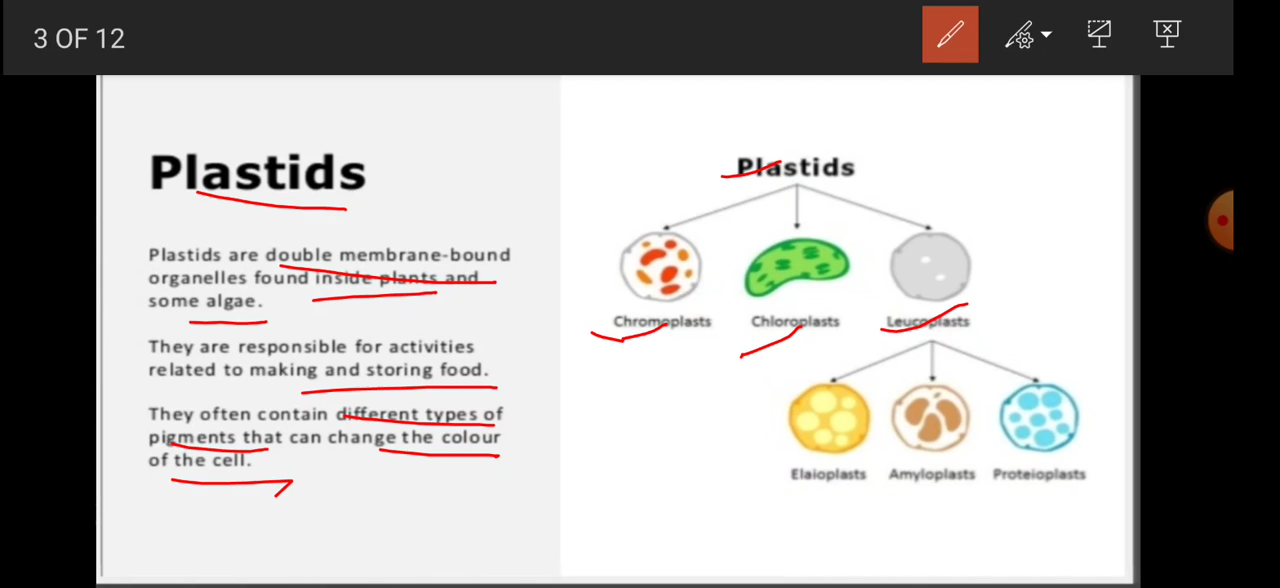 3 OF 12
Plastids
Plastids are double membrane-bound
organelles found inside plants and
some algae.
They are responsible for activities
related to making and storing food.
They often contain different types of
pigments that can change the colour
of the cell.
Plastids
Chromoplasts Chloroplasts Leucoplasts
Elaioplasts Amyloplasts Proteioplasts